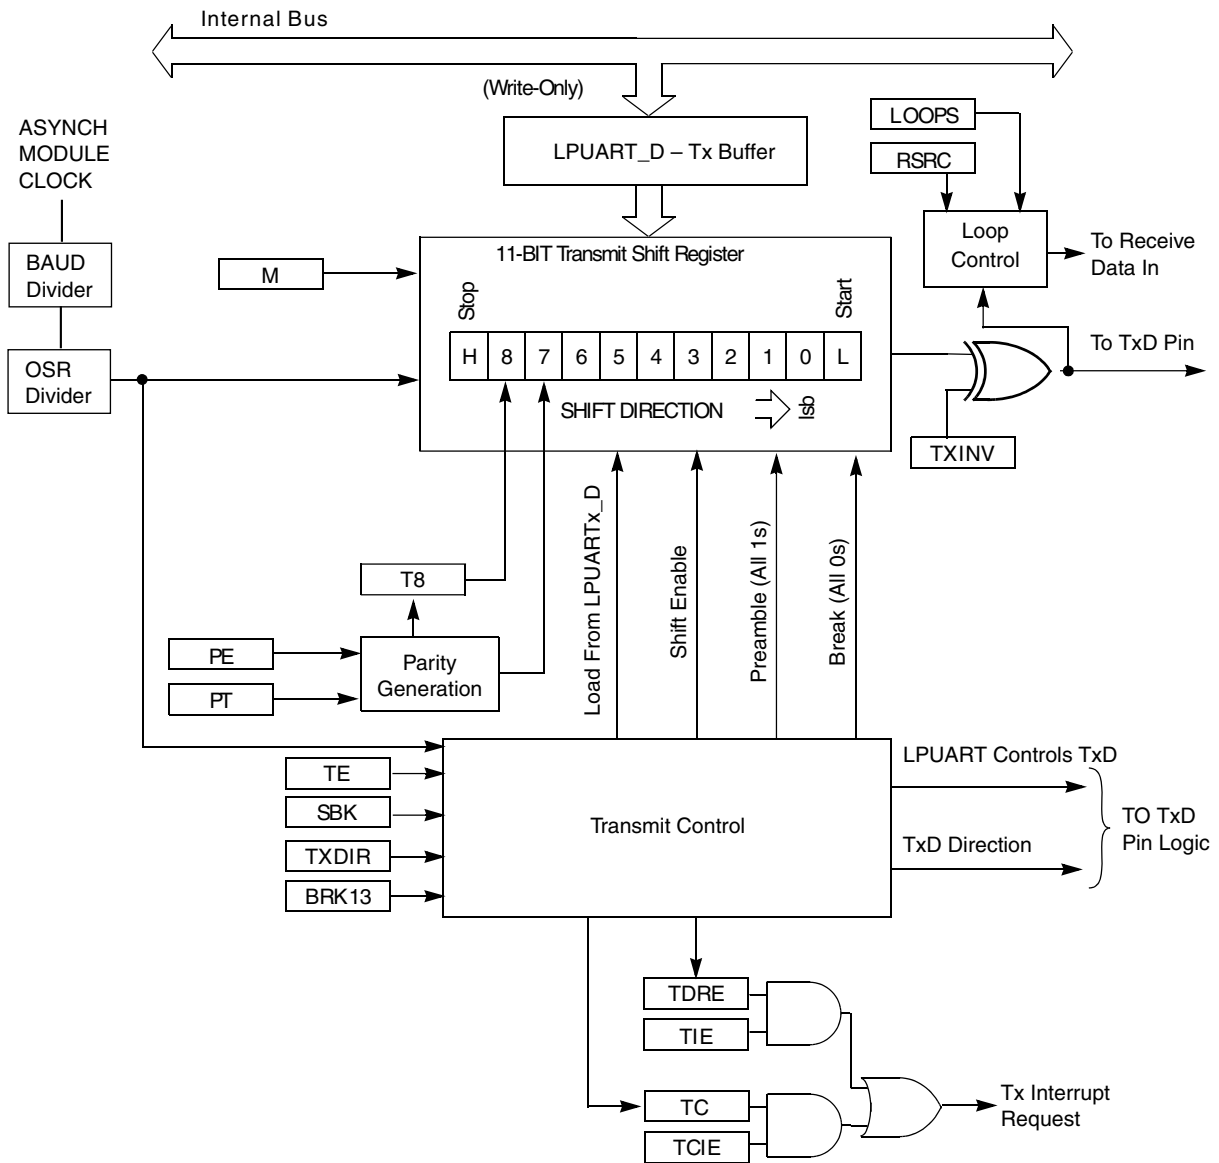 Internal Bus
(Write-Only)
LPUART_D – Tx Buffer
ASYNCH
MODULE
CLOCK
BAUD
Divider
OSR
Divider
LOOPS
RSRC
Loop
Control
To Receive
Data In
M
11-BIT Transmit Shift Register
Stop
Start
H 8 7 6 5 4 3 2 1 0 L
SHIFT DIRECTION
lsb
To TxD Pin
TXINV
T8
PE
PT
Parity
Generation
Load From LPUARTx_D
Shift Enable
Preamble (All 1s)
Break (All 0s)
TE
SBK
TXDIR
BRK13
Transmit Control
LPUART Controls TxD
TxD Direction
TO TxD
Pin Logic
TDRE
TIE
TC
TCIE
Tx Interrupt
Request